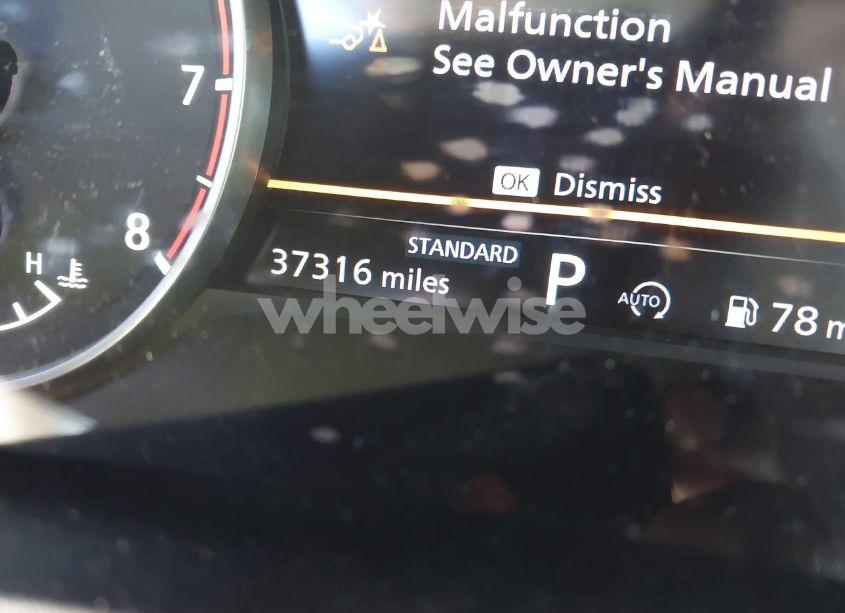 Malfunction
See Owner's Manual
7
OK Dismiss
8
H
STANDARD
37316 miles
P
AUTO
78 m
wheelwise